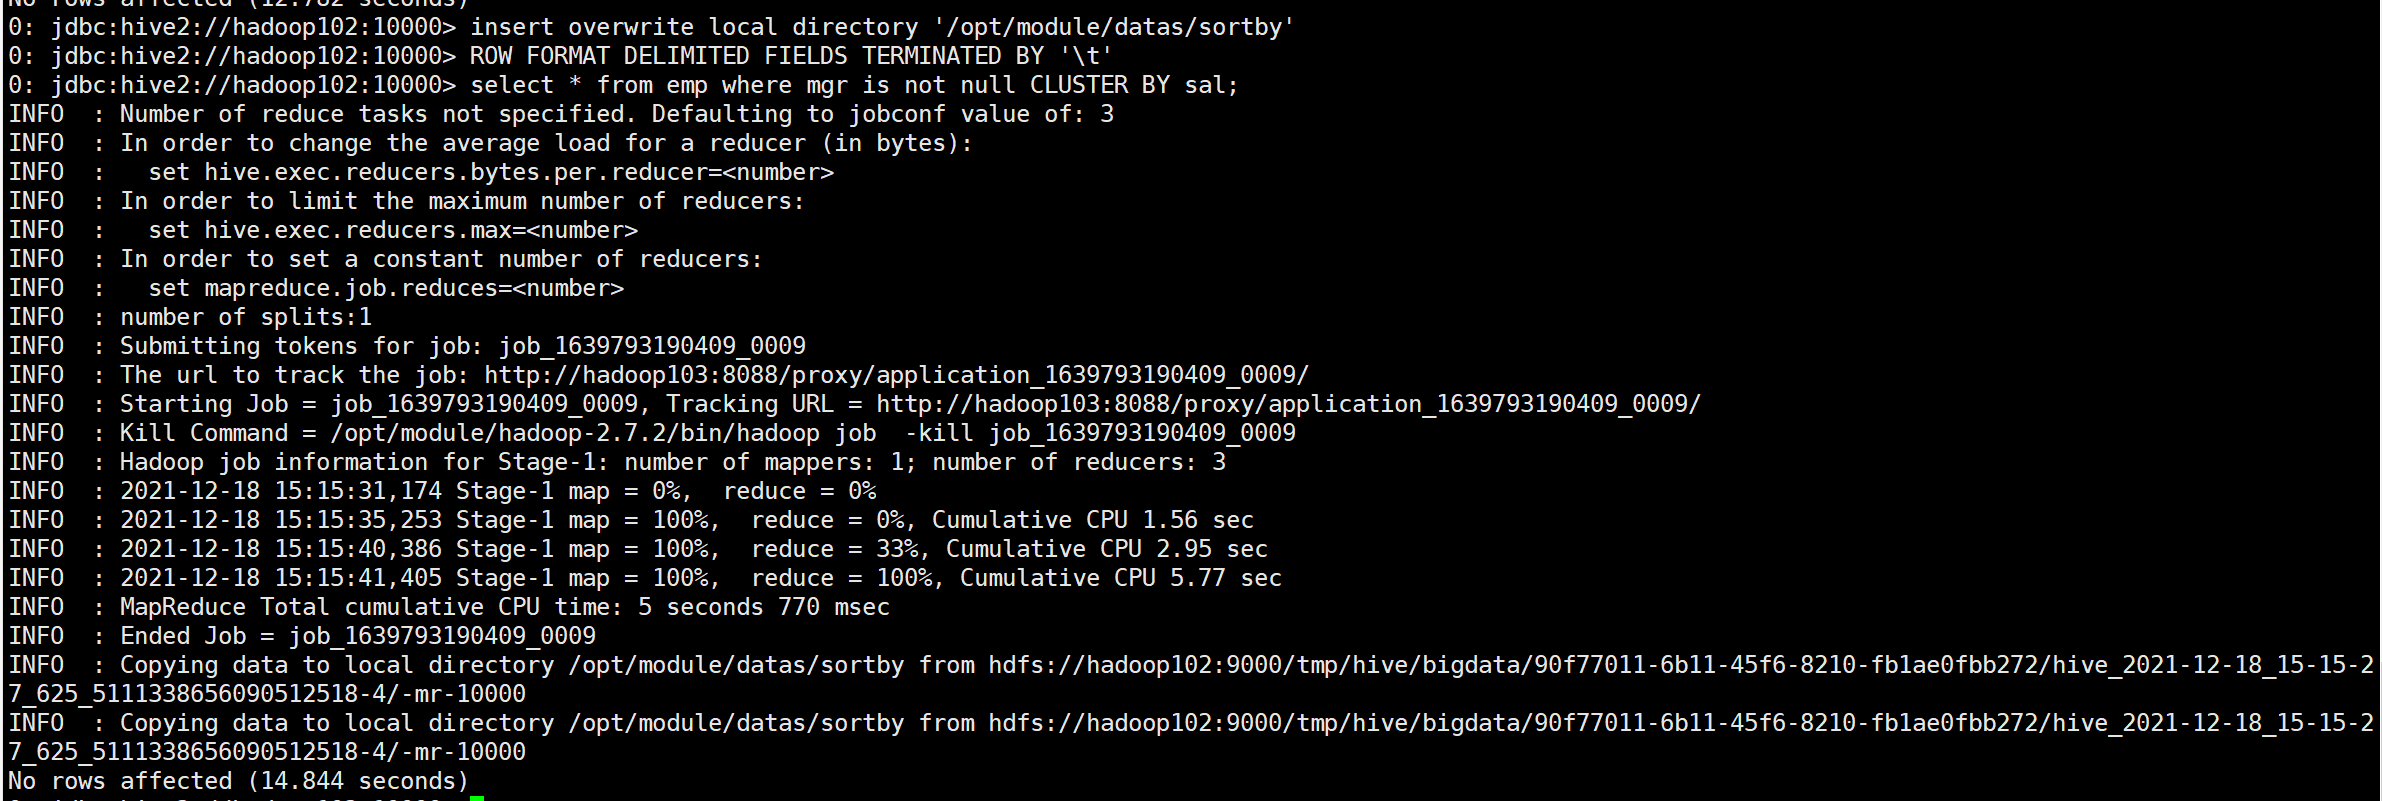 No rows affected (12.782 seconds)
0: jdbc:hive2://hadoop102:10000> insert overwrite local directory '/opt/module/datas/sortby'
0: jdbc:hive2://hadoop102:10000> ROW FORMAT DELIMITED FIELDS TERMINATED BY '\t'
0: jdbc:hive2://hadoop102:10000> select * from emp where mgr is not null CLUSTER BY sal;
INFO  : Number of reduce tasks not specified. Defaulting to jobconf value of: 3
INFO  : In order to change the average load for a reducer (in bytes):
INFO  :   set hive.exec.reducers.bytes.per.reducer=<number>
INFO  : In order to limit the maximum number of reducers:
INFO  :   set hive.exec.reducers.max=<number>
INFO  : In order to set a constant number of reducers:
INFO  :   set mapreduce.job.reduces=<number>
INFO  : number of splits:1
INFO  : Submitting tokens for job: job_1639793190409_0009
INFO  : The url to track the job: http://hadoop103:8088/proxy/application_1639793190409_0009/
INFO  : Starting Job = job_1639793190409_0009, Tracking URL = http://hadoop103:8088/proxy/application_1639793190409_0009/
INFO  : Kill Command = /opt/module/hadoop-2.7.2/bin/hadoop job  -kill job_1639793190409_0009
INFO  : Hadoop job information for Stage-1: number of mappers: 1; number of reducers: 3
INFO  : 2021-12-18 15:15:31,174 Stage-1 map = 0%,  reduce = 0%
INFO  : 2021-12-18 15:15:35,253 Stage-1 map = 100%,  reduce = 0%, Cumulative CPU 1.56 sec
INFO  : 2021-12-18 15:15:40,386 Stage-1 map = 100%,  reduce = 33%, Cumulative CPU 2.95 sec
INFO  : 2021-12-18 15:15:41,405 Stage-1 map = 100%,  reduce = 100%, Cumulative CPU 5.77 sec
INFO  : MapReduce Total cumulative CPU time: 5 seconds 770 msec
INFO  : Ended Job = job_1639793190409_0009
INFO  : Copying data to local directory /opt/module/datas/sortby from hdfs://hadoop102:9000/tmp/hive/bigdata/90f77011-6b11-45f6-8210-fb1ae0fbb272/hive_2021-12-18_15-15-2
7_625_5111338656090512518-4/-mr-10000
INFO  : Copying data to local directory /opt/module/datas/sortby from hdfs://hadoop102:9000/tmp/hive/bigdata/90f77011-6b11-45f6-8210-fb1ae0fbb272/hive_2021-12-18_15-15-2
7_625_5111338656090512518-4/-mr-10000
No rows affected (14.844 seconds)